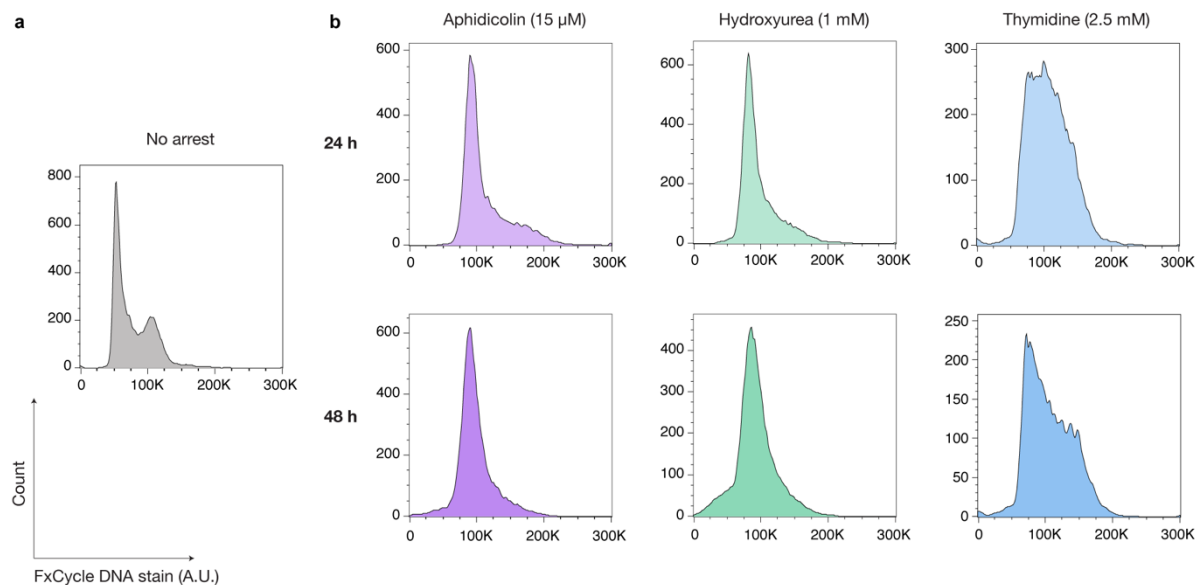 a
b
No arrest
800
600
400
200
0
0
100K
200K
300K
Count
FxCycle DNA stain (A.U.)
Aphidicolin (15 µM)
Hydroxyurea (1 mM)
Thymidine (2.5 mM)
24 h
600
400
200
0
0
100K
200K
300K
600
400
200
0
0
100K
200K
300K
300
200
100
0
0
100K
200K
300K
48 h
600
400
200
0
0
100K
200K
300K
400
300
200
100
0
0
100K
200K
300K
250
200
150
100
50
0
0
100K
200K
300K